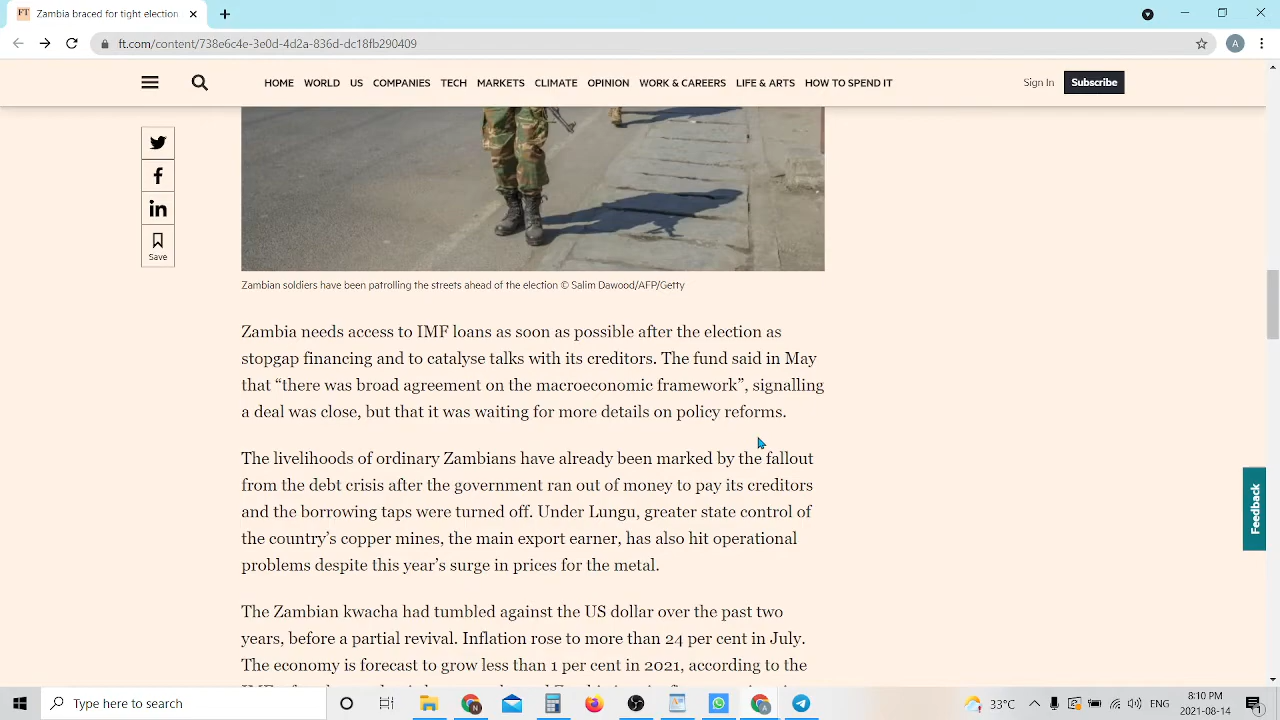 FT Zambia braced for tight election
ft.com/content/738e6c4e-3e0d-4d2a-836d-dc18fb290409
A
HOME WORLD US COMPANIES TECH MARKETS CLIMATE OPINION WORK & CAREERS LIFE & ARTS HOW TO SPEND IT
Sign In Subscribe
Save
Zambian soldiers have been patrolling the streets ahead of the election © Salim Dawood/AFP/Getty
Zambia needs access to IMF loans as soon as possible after the election as
stopgap financing and to catalyse talks with its creditors. The fund said in May
that “there was broad agreement on the macroeconomic framework”, signalling
a deal was close, but that it was waiting for more details on policy reforms.
The livelihoods of ordinary Zambians have already been marked by the fallout
from the debt crisis after the government ran out of money to pay its creditors
and the borrowing taps were turned off. Under Lungu, greater state control of
the country’s copper mines, the main export earner, has also hit operational
problems despite this year’s surge in prices for the metal.
The Zambian kwacha had tumbled against the US dollar over the past two
years, before a partial revival. Inflation rose to more than 24 per cent in July.
The economy is forecast to grow less than 1 per cent in 2021, according to the
Feedback
Type here to search
33°C
8:10 PM
2021-08-14